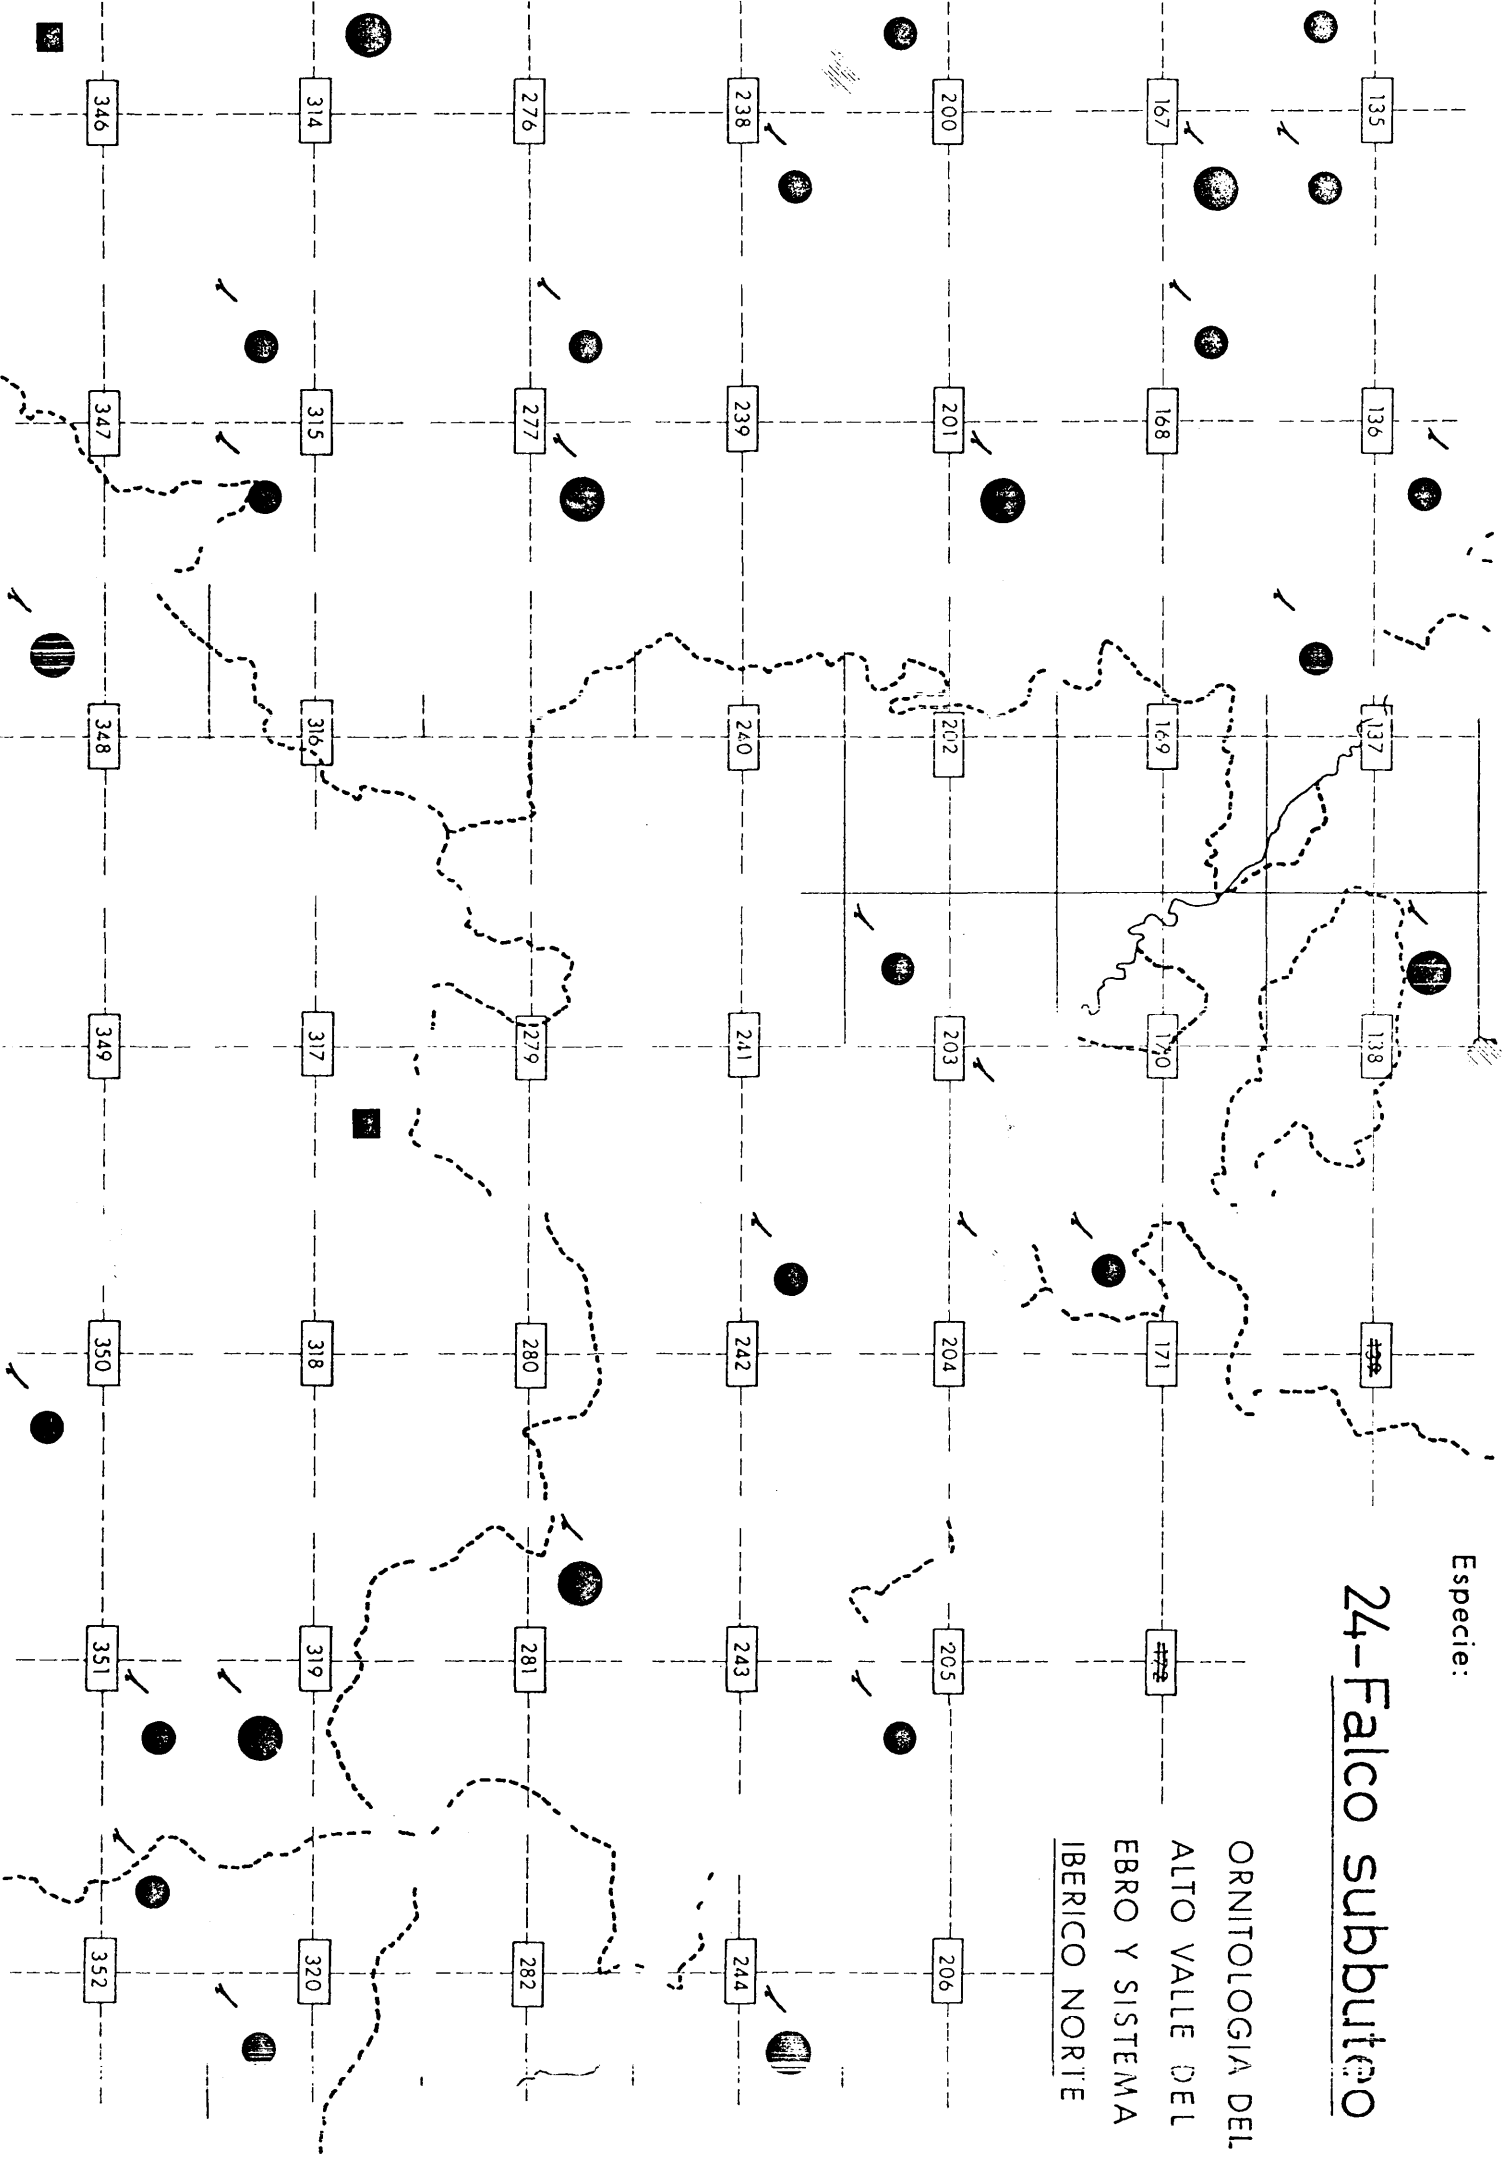 Especie:
24-Falco subbuteo
ORNITOLOGIA DEL
ALTO VALLE DEL
EBRO Y SISTEMA
IBERICO NORTE
135 136 137 138 139
167 168 169 170 171 172
200 201 202 203 204 205 206
238 239 240 241 242 243 244
276 277 279 280 281 282
314 315 316 317 318 319 320
346 347 348 349 350 351 352